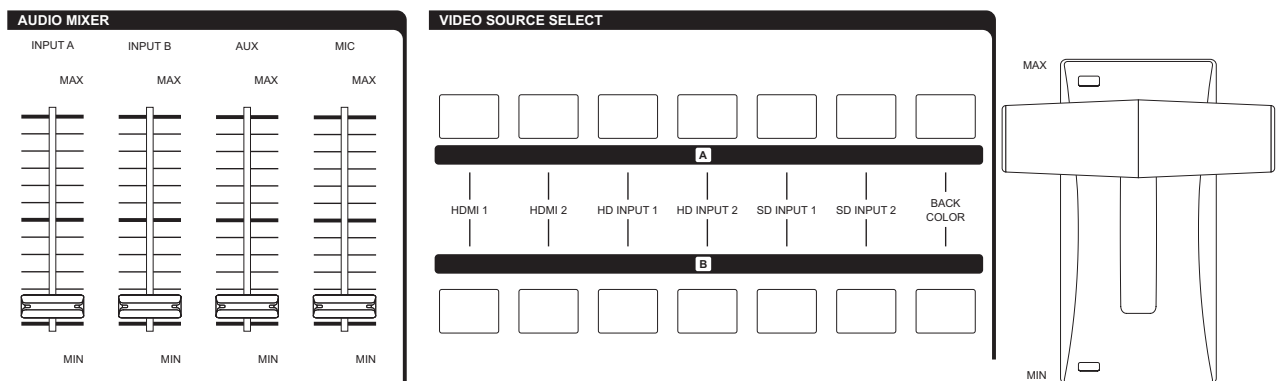 AUDIO MIXER
INPUT A INPUT B AUX MIC
MAX MAX MAX MAX
MIN MIN MIN MIN
VIDEO SOURCE SELECT
A
HDMI 1 HDMI 2 HD INPUT 1 HD INPUT 2 SD INPUT 1 SD INPUT 2 BACK
COLOR
B
MAX
MIN